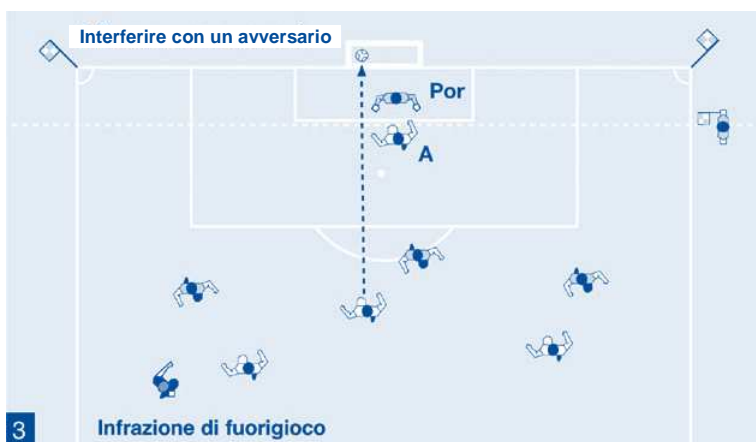 Interferire con un avversario
Por
A
3
Infrazione di fuorigioco